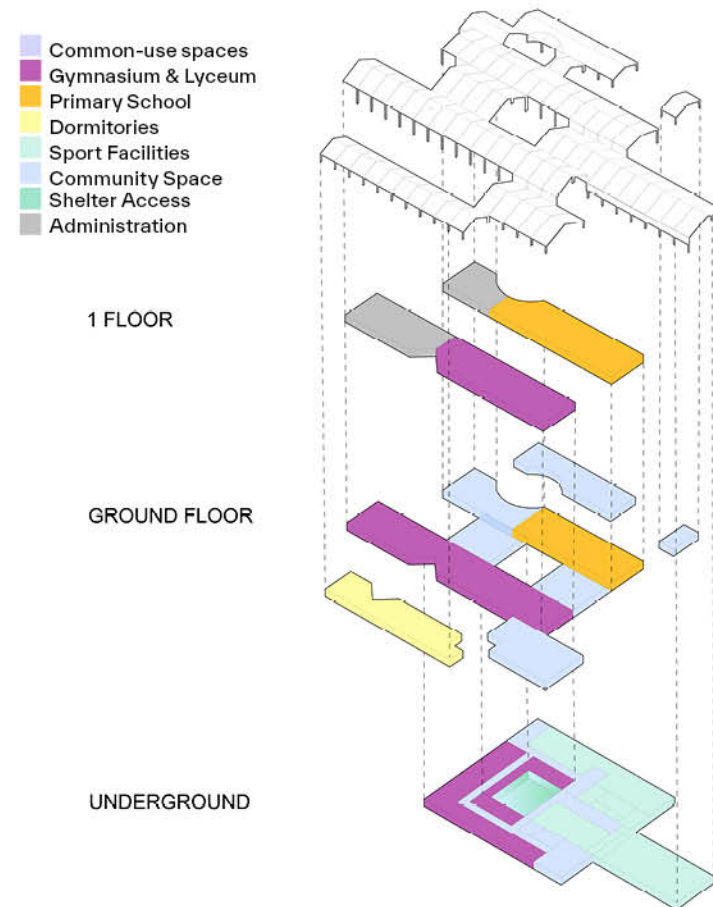 Common-use spaces
Gymnasium & Lyceum
Primary School
Dormitories
Sport Facilities
Community Space
Shelter Access
Administration
1 FLOOR
GROUND FLOOR
UNDERGROUND